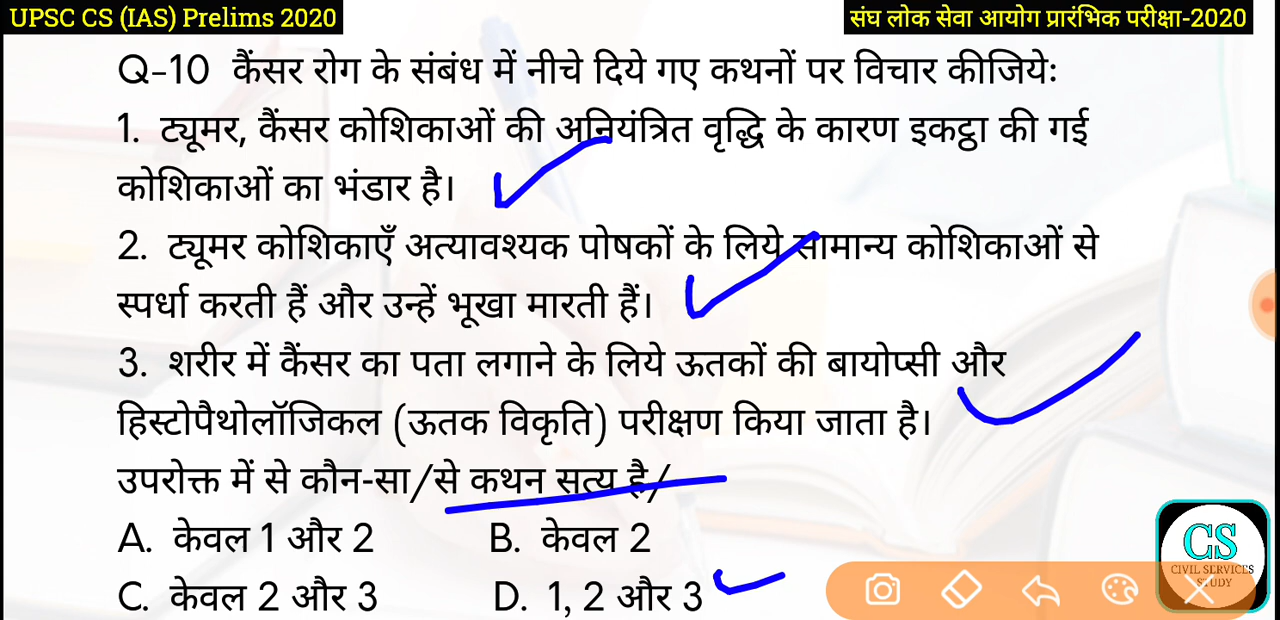 UPSC CS (IAS) Prelims 2020
संघ लोक सेवा आयोग प्रारंभिक परीक्षा-2020
Q-10 कैंसर रोग के संबंध में नीचे दिये गए कथनों पर विचार कीजिये:
1. ट्यूमर, कैंसर कोशिकाओं की अनियंत्रित वृद्धि के कारण इकट्ठा की गई
कोशिकाओं का भंडार है।
2. ट्यूमर कोशिकाएँ अत्यावश्यक पोषकों के लिये सामान्य कोशिकाओं से
स्पर्धा करती हैं और उन्हें भूखा मारती हैं।
3. शरीर में कैंसर का पता लगाने के लिये ऊतकों की बायोप्सी और
हिस्टोपैथोलॉजिकल (ऊतक विकृति) परीक्षण किया जाता है।
उपरोक्त में से कौन-सा/से कथन सत्य है/
A. केवल 1 और 2 B. केवल 2
C. केवल 2 और 3 D. 1, 2 और 3
CS
CIVIL SERVICES
STUDY